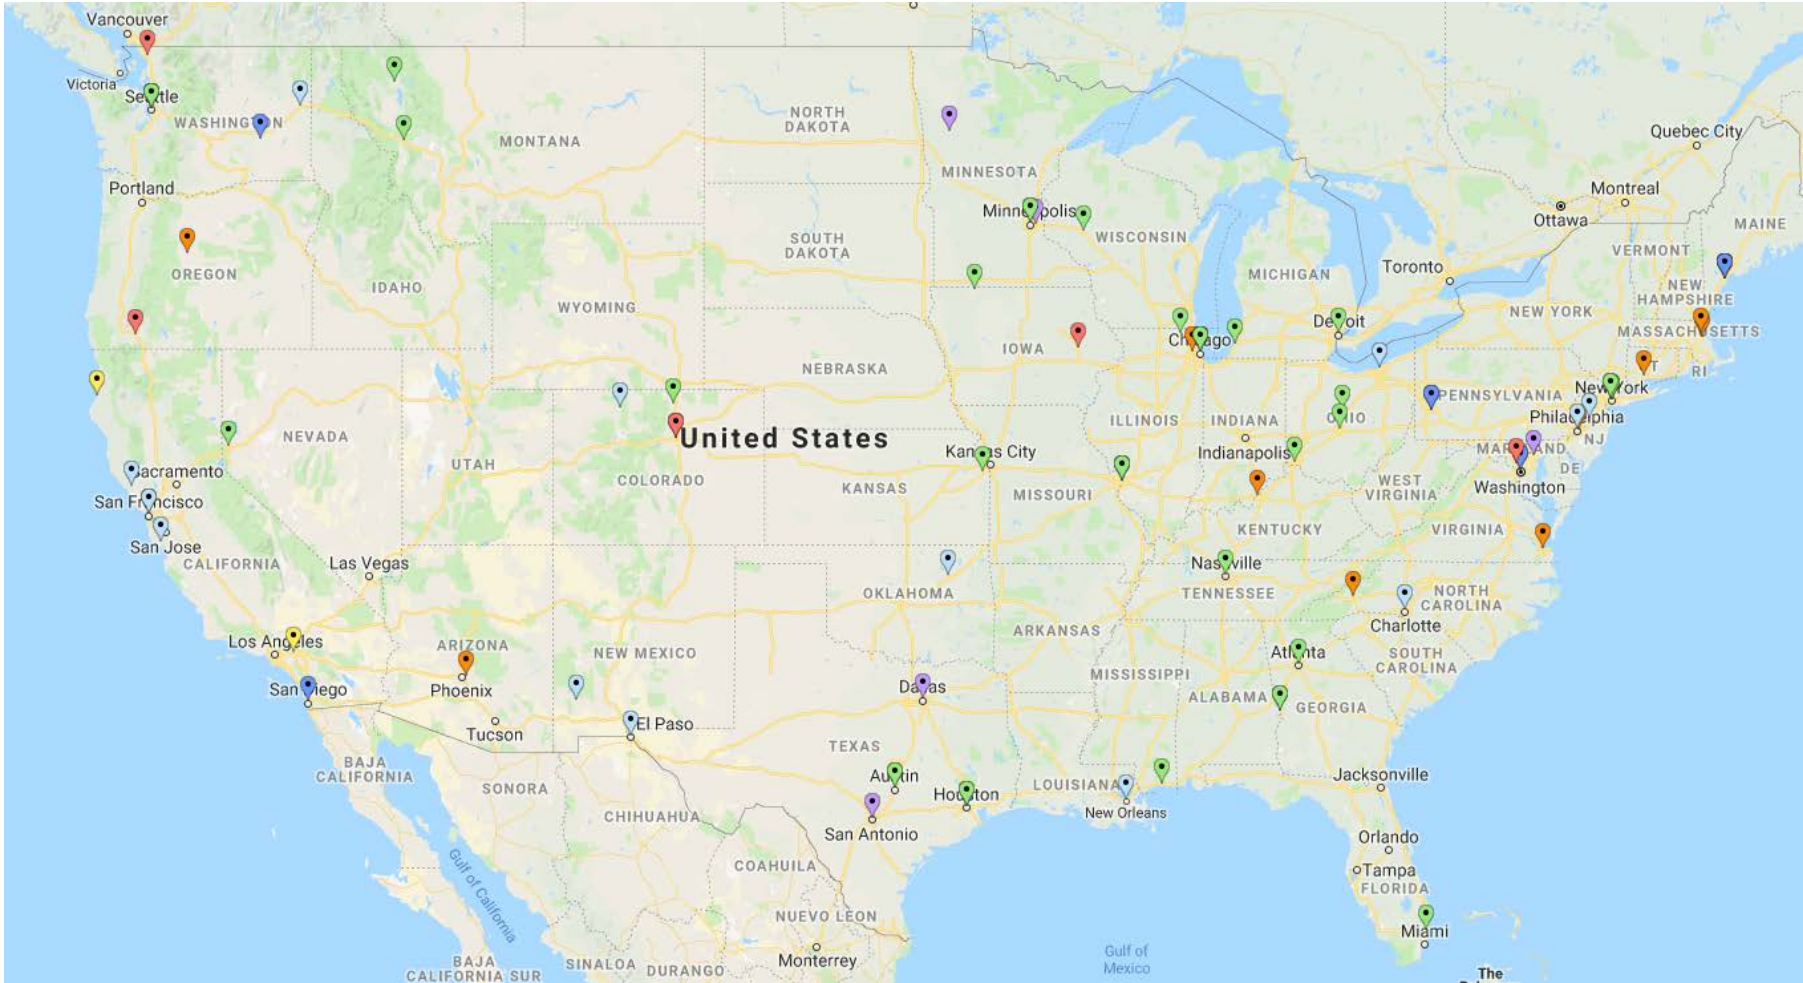 Vancouver
Victoria
Seattle
WASHINGTON
MONTANA
NORTH
DAKOTA
MINNESOTA
Quebec City
Montreal
Ottawa
MAINE
Portland
Minneapolis
WISCONSIN
VERMONT
OREGON
IDAHO
SOUTH
DAKOTA
MICHIGAN
Toronto
NEW
HAMPSHIRE
WYOMING
Detroit
NEW YORK
MASSACHUSETTS
IOWA
Chicago
NEBRASKA
CT
RI
PENNSYLVANIA
New York
NEVADA
United States
ILLINOIS
INDIANA
OHIO
Philadelphia
NJ
Sacramento
UTAH
COLORADO
Kansas City
Indianapolis
MARYLAND
DE
San Francisco
KANSAS
MISSOURI
WEST
VIRGINIA
Washington
San Jose
KENTUCKY
VIRGINIA
CALIFORNIA
Las Vegas
Nashville
OKLAHOMA
TENNESSEE
NORTH
CAROLINA
Charlotte
Los Angeles
ARIZONA
NEW MEXICO
ARKANSAS
Atlanta
SOUTH
CAROLINA
San Diego
Phoenix
Dallas
MISSISSIPPI
ALABAMA
GEORGIA
Tucson
El Paso
TEXAS
BAJA
CALIFORNIA
SONORA
Austin
Houston
LOUISIANA
Jacksonville
CHIHUAHUA
San Antonio
New Orleans
Orlando
Tampa
FLORIDA
Gulf of California
COAHUILA
NUEVO LEON
Miami
Monterrey
Gulf of
Mexico
BAJA
CALIFORNIA SUR
SINALOA
DURANGO
The